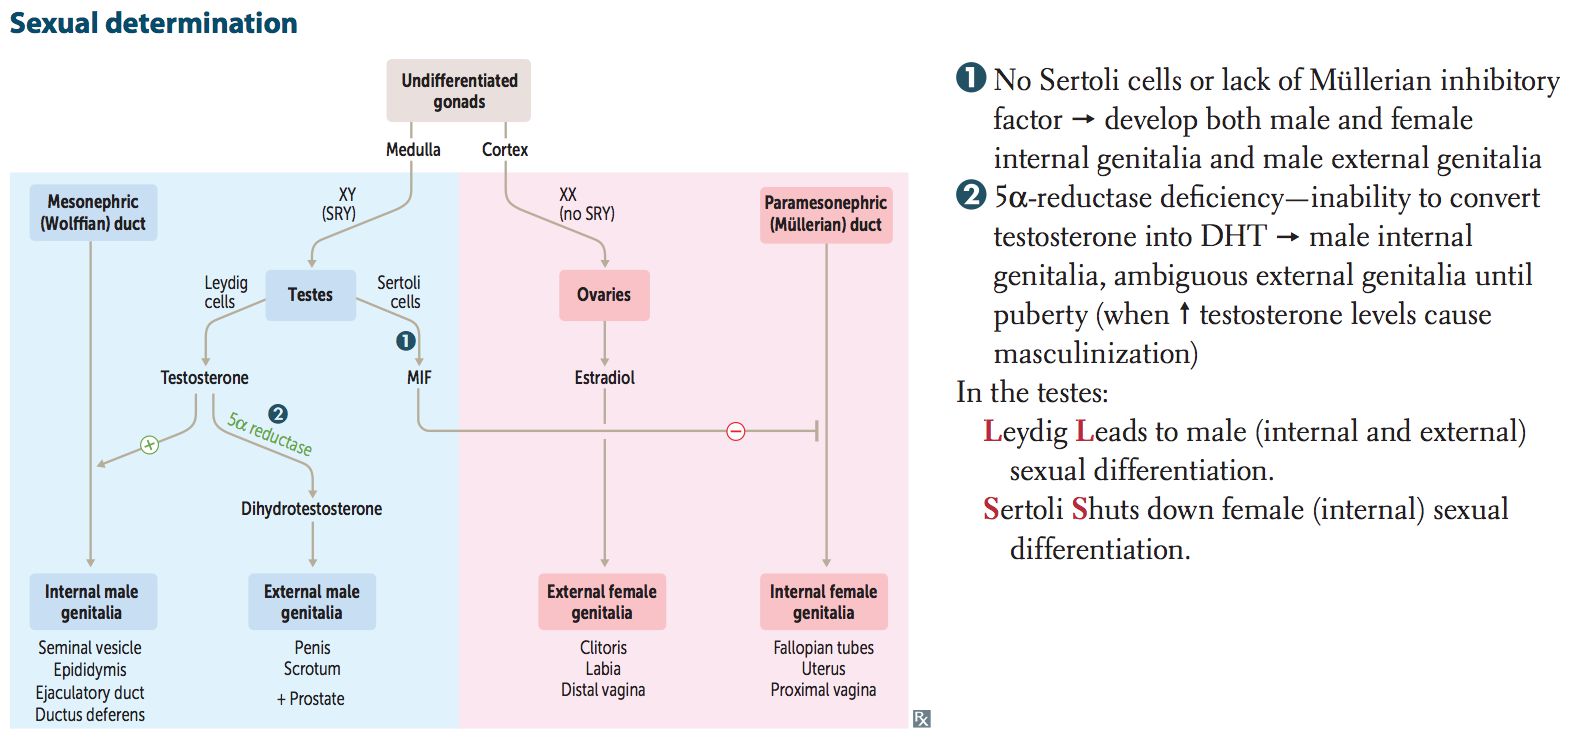 Sexual determination
Undifferentiated
gonads
Medulla
Cortex
Mesonephric
(Wolffian) duct
XY
(SRY)
XX
(no SRY)
Paramesonephric
(Müllerian) duct
Leydig
cells
Testes
Sertoli
cells
Ovaries
1
Testosterone
MIF
Estradiol
2
5α reductase
+
−
Dihydrotestosterone
Internal male
genitalia
Seminal vesicle
Epididymis
Ejaculatory duct
Ductus deferens
External male
genitalia
Penis
Scrotum
+ Prostate
External female
genitalia
Clitoris
Labia
Distal vagina
Internal female
genitalia
Fallopian tubes
Uterus
Proximal vagina
Rx
1 No Sertoli cells or lack of Müllerian inhibitory
factor → develop both male and female
internal genitalia and male external genitalia
2 5α-reductase deficiency—inability to convert
testosterone into DHT → male internal
genitalia, ambiguous external genitalia until
puberty (when ↑ testosterone levels cause
masculinization)
In the testes:
Leydig Leads to male (internal and external)
sexual differentiation.
Sertoli Shuts down female (internal) sexual
differentiation.